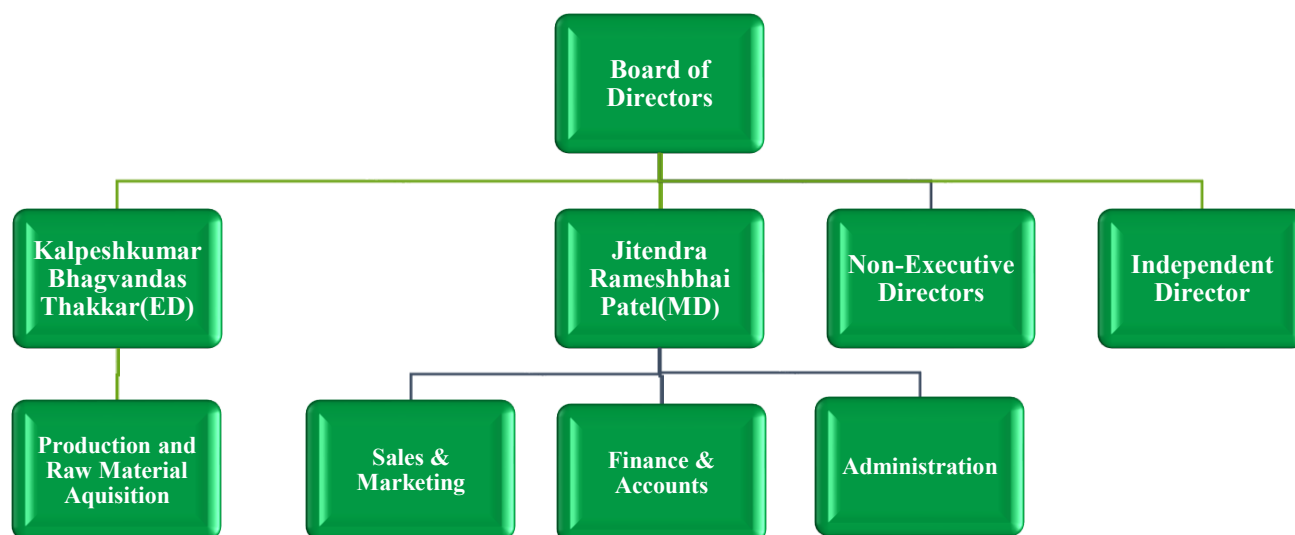 Board of
Directors
Kalpeshkumar
Bhagvandas
Thakkar(ED)
Jitendra
Rameshbhai
Patel(MD)
Non-Executive
Directors
Independent
Director
Production and
Raw Material
Aquisition
Sales &
Marketing
Finance &
Accounts
Administration